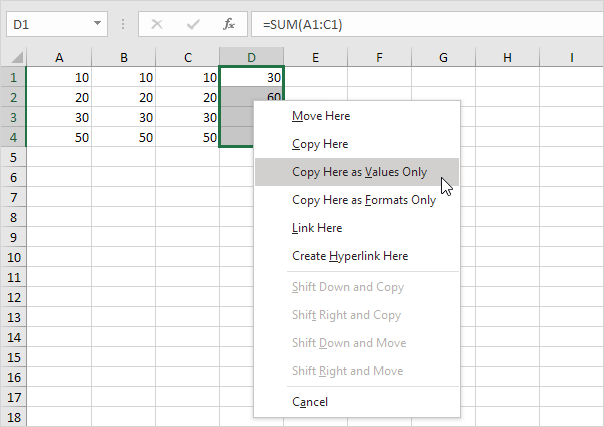 D1 fx =SUM(A1:C1)
A B C D E F G H I
1 10 10 10 30
2 20 20 20 60
3 30 30 30
4 50 50 50
5
6
7
8
9
10
11
12
13
14
15
16
17
18
Move Here
Copy Here
Copy Here as Values Only
Copy Here as Formats Only
Link Here
Create Hyperlink Here
Shift Down and Copy
Shift Right and Copy
Shift Down and Move
Shift Right and Move
Cancel